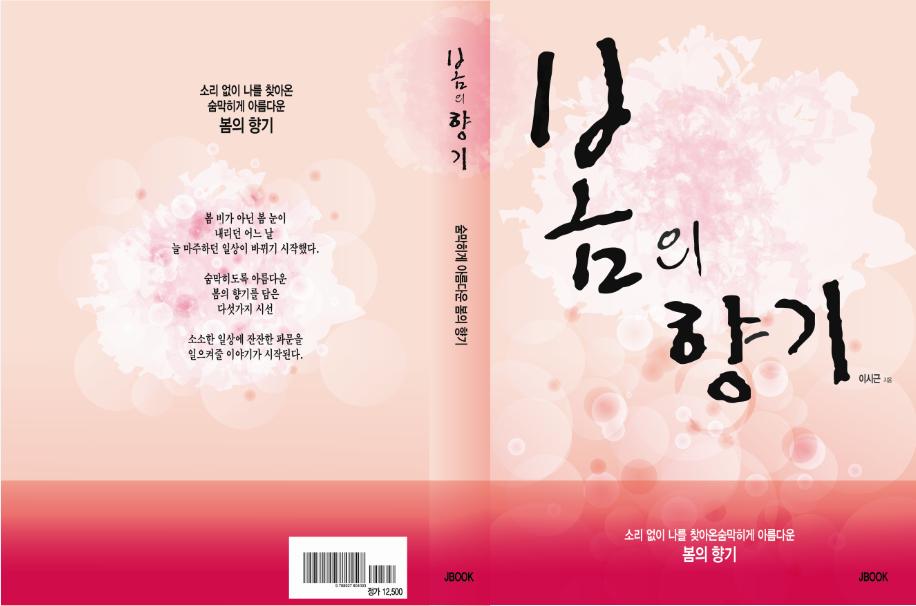 소리 없이 나를 찾아온
숨막히게 아름다운
봄의 향기
봄 비가 아닌 봄 눈이
내리던 어느 날
늘 마주하던 일상이 바뀌기 시작했다.
숨막히도록 아름다운
봄의 향기를 담은
다섯가지 시선
소소한 일상에 잔잔한 파문을
일으켜줄 이야기가 시작된다.
정가 12,500
봄의 향기
숨막히게 아름다운 봄의 향기
JBOOK
봄의
향기
이시근 지음
소리 없이 나를 찾아온숨막히게 아름다운
봄의 향기
JBOOK